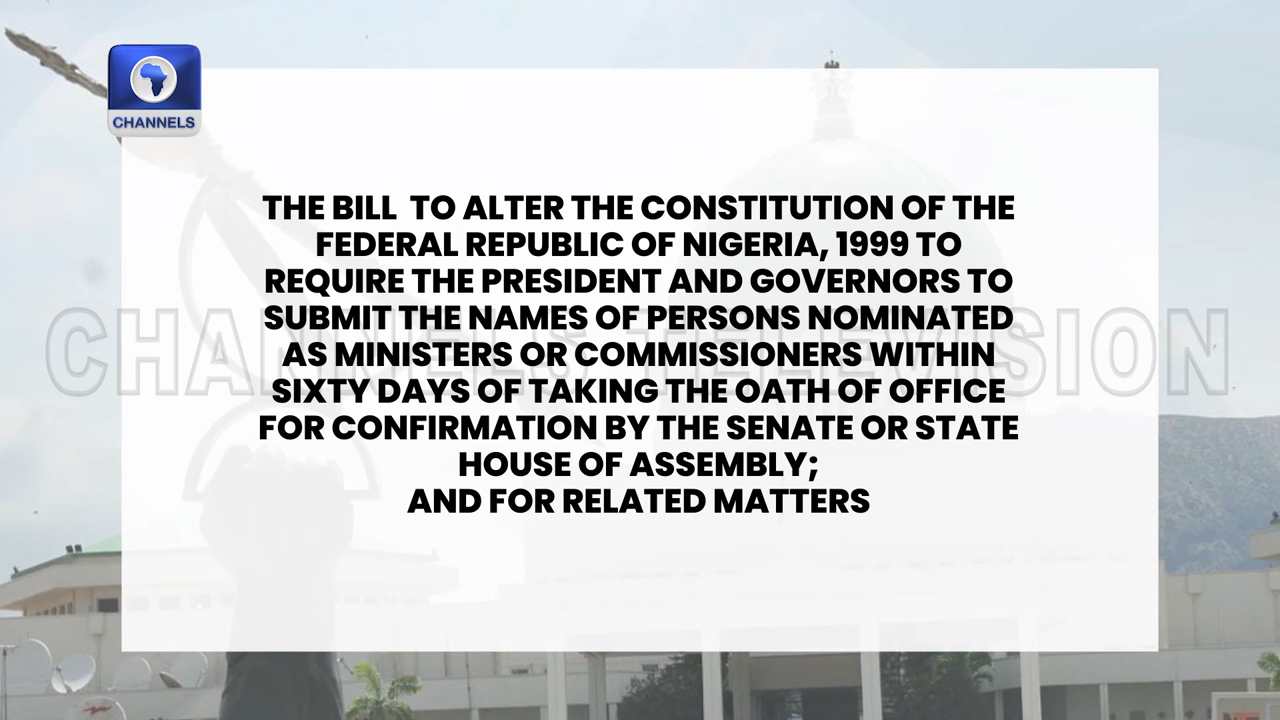 CHANNELS
THE BILL TO ALTER THE CONSTITUTION OF THE
FEDERAL REPUBLIC OF NIGERIA, 1999 TO
REQUIRE THE PRESIDENT AND GOVERNORS TO
SUBMIT THE NAMES OF PERSONS NOMINATED
AS MINISTERS OR COMMISSIONERS WITHIN
SIXTY DAYS OF TAKING THE OATH OF OFFICE
FOR CONFIRMATION BY THE SENATE OR STATE
HOUSE OF ASSEMBLY;
AND FOR RELATED MATTERS
CHANNELS TELEVISION